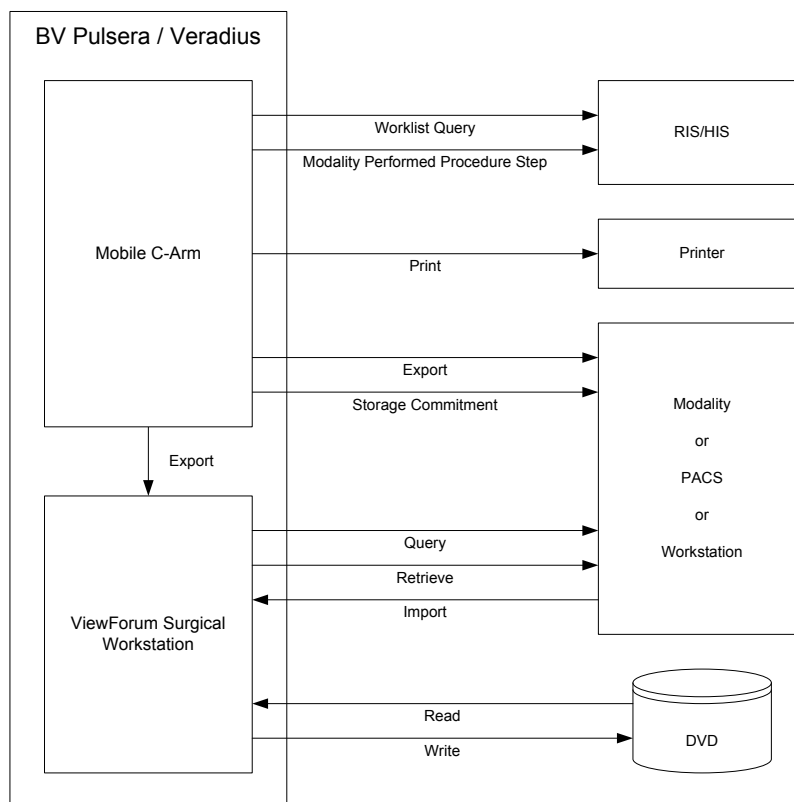 BV Pulsera / Veradius
Mobile C-Arm
Worklist Query
Modality Performed Procedure Step
RIS/HIS
Print
Printer
Export
Storage Commitment
Modality
or
PACS
or
Workstation
Export
ViewForum Surgical
Workstation
Query
Retrieve
Import
Read
Write
DVD